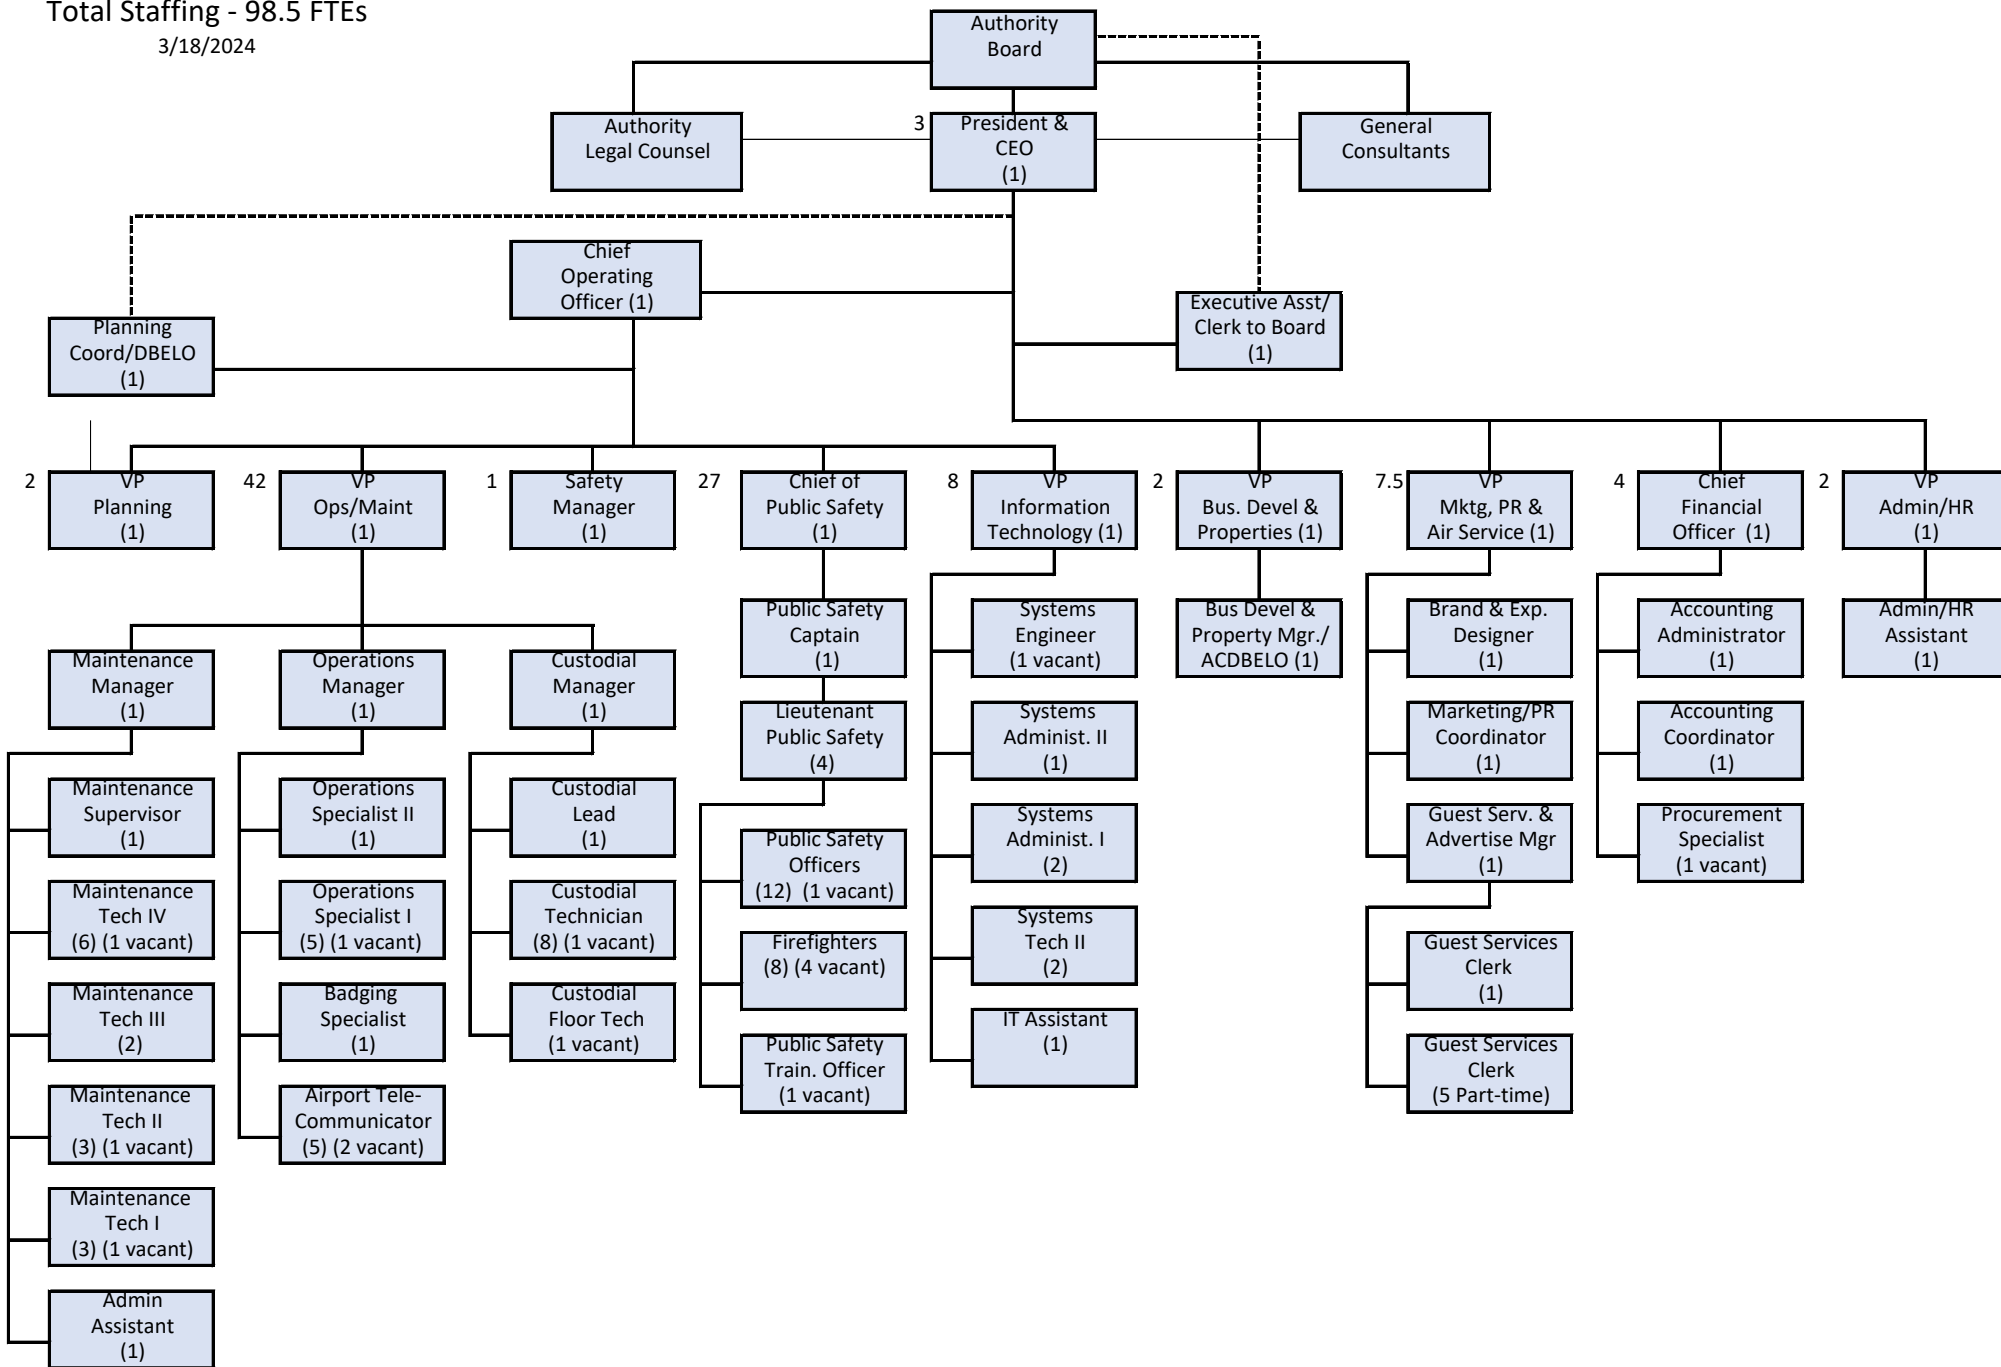 Total Staffing - 98.5 FTEs
3/18/2024
Authority
Board
Authority
Legal Counsel
3
President &
CEO
(1)
General
Consultants
Chief
Operating
Officer (1)
Executive Asst/
Clerk to Board
(1)
Planning
Coord/DBELO
(1)
2
VP
Planning
(1)
42
VP
Ops/Maint
(1)
1
Safety
Manager
(1)
27
Chief of
Public Safety
(1)
8
VP
Information
Technology (1)
2
VP
Bus. Devel &
Properties (1)
7.5
VP
Mktg, PR &
Air Service (1)
4
Chief
Financial
Officer  (1)
2
VP
Admin/HR
(1)
Maintenance
Manager
(1)
Maintenance
Supervisor
(1)
Maintenance
Tech IV
(6) (1 vacant)
Maintenance
Tech III
(2)
Maintenance
Tech II
(3) (1 vacant)
Maintenance
Tech I
(3) (1 vacant)
Admin
Assistant
(1)
Operations
Manager
(1)
Operations
Specialist II
(1)
Operations
Specialist I
(5) (1 vacant)
Badging
Specialist
(1)
Airport Tele-
Communicator
(5) (2 vacant)
Custodial
Manager
(1)
Custodial
Lead
(1)
Custodial
Technician
(8) (1 vacant)
Custodial
Floor Tech
(1 vacant)
Public Safety
Captain
(1)
Lieutenant
Public Safety
(4)
Public Safety
Officers
(12)  (1 vacant)
Firefighters
(8) (4 vacant)
Public Safety
Train. Officer
(1 vacant)
Systems
Engineer
(1 vacant)
Systems
Administ. II
(1)
Systems
Administ. I
(2)
Systems
Tech II
(2)
IT Assistant
(1)
Bus Devel &
Property Mgr./
ACDBELO (1)
Brand & Exp.
Designer
(1)
Marketing/PR
Coordinator
(1)
Guest Serv. &
Advertise Mgr
(1)
Guest Services
Clerk
(1)
Guest Services
Clerk
(5 Part-time)
Accounting
Administrator
(1)
Accounting
Coordinator
(1)
Procurement
Specialist
(1 vacant)
Admin/HR
Assistant
(1)